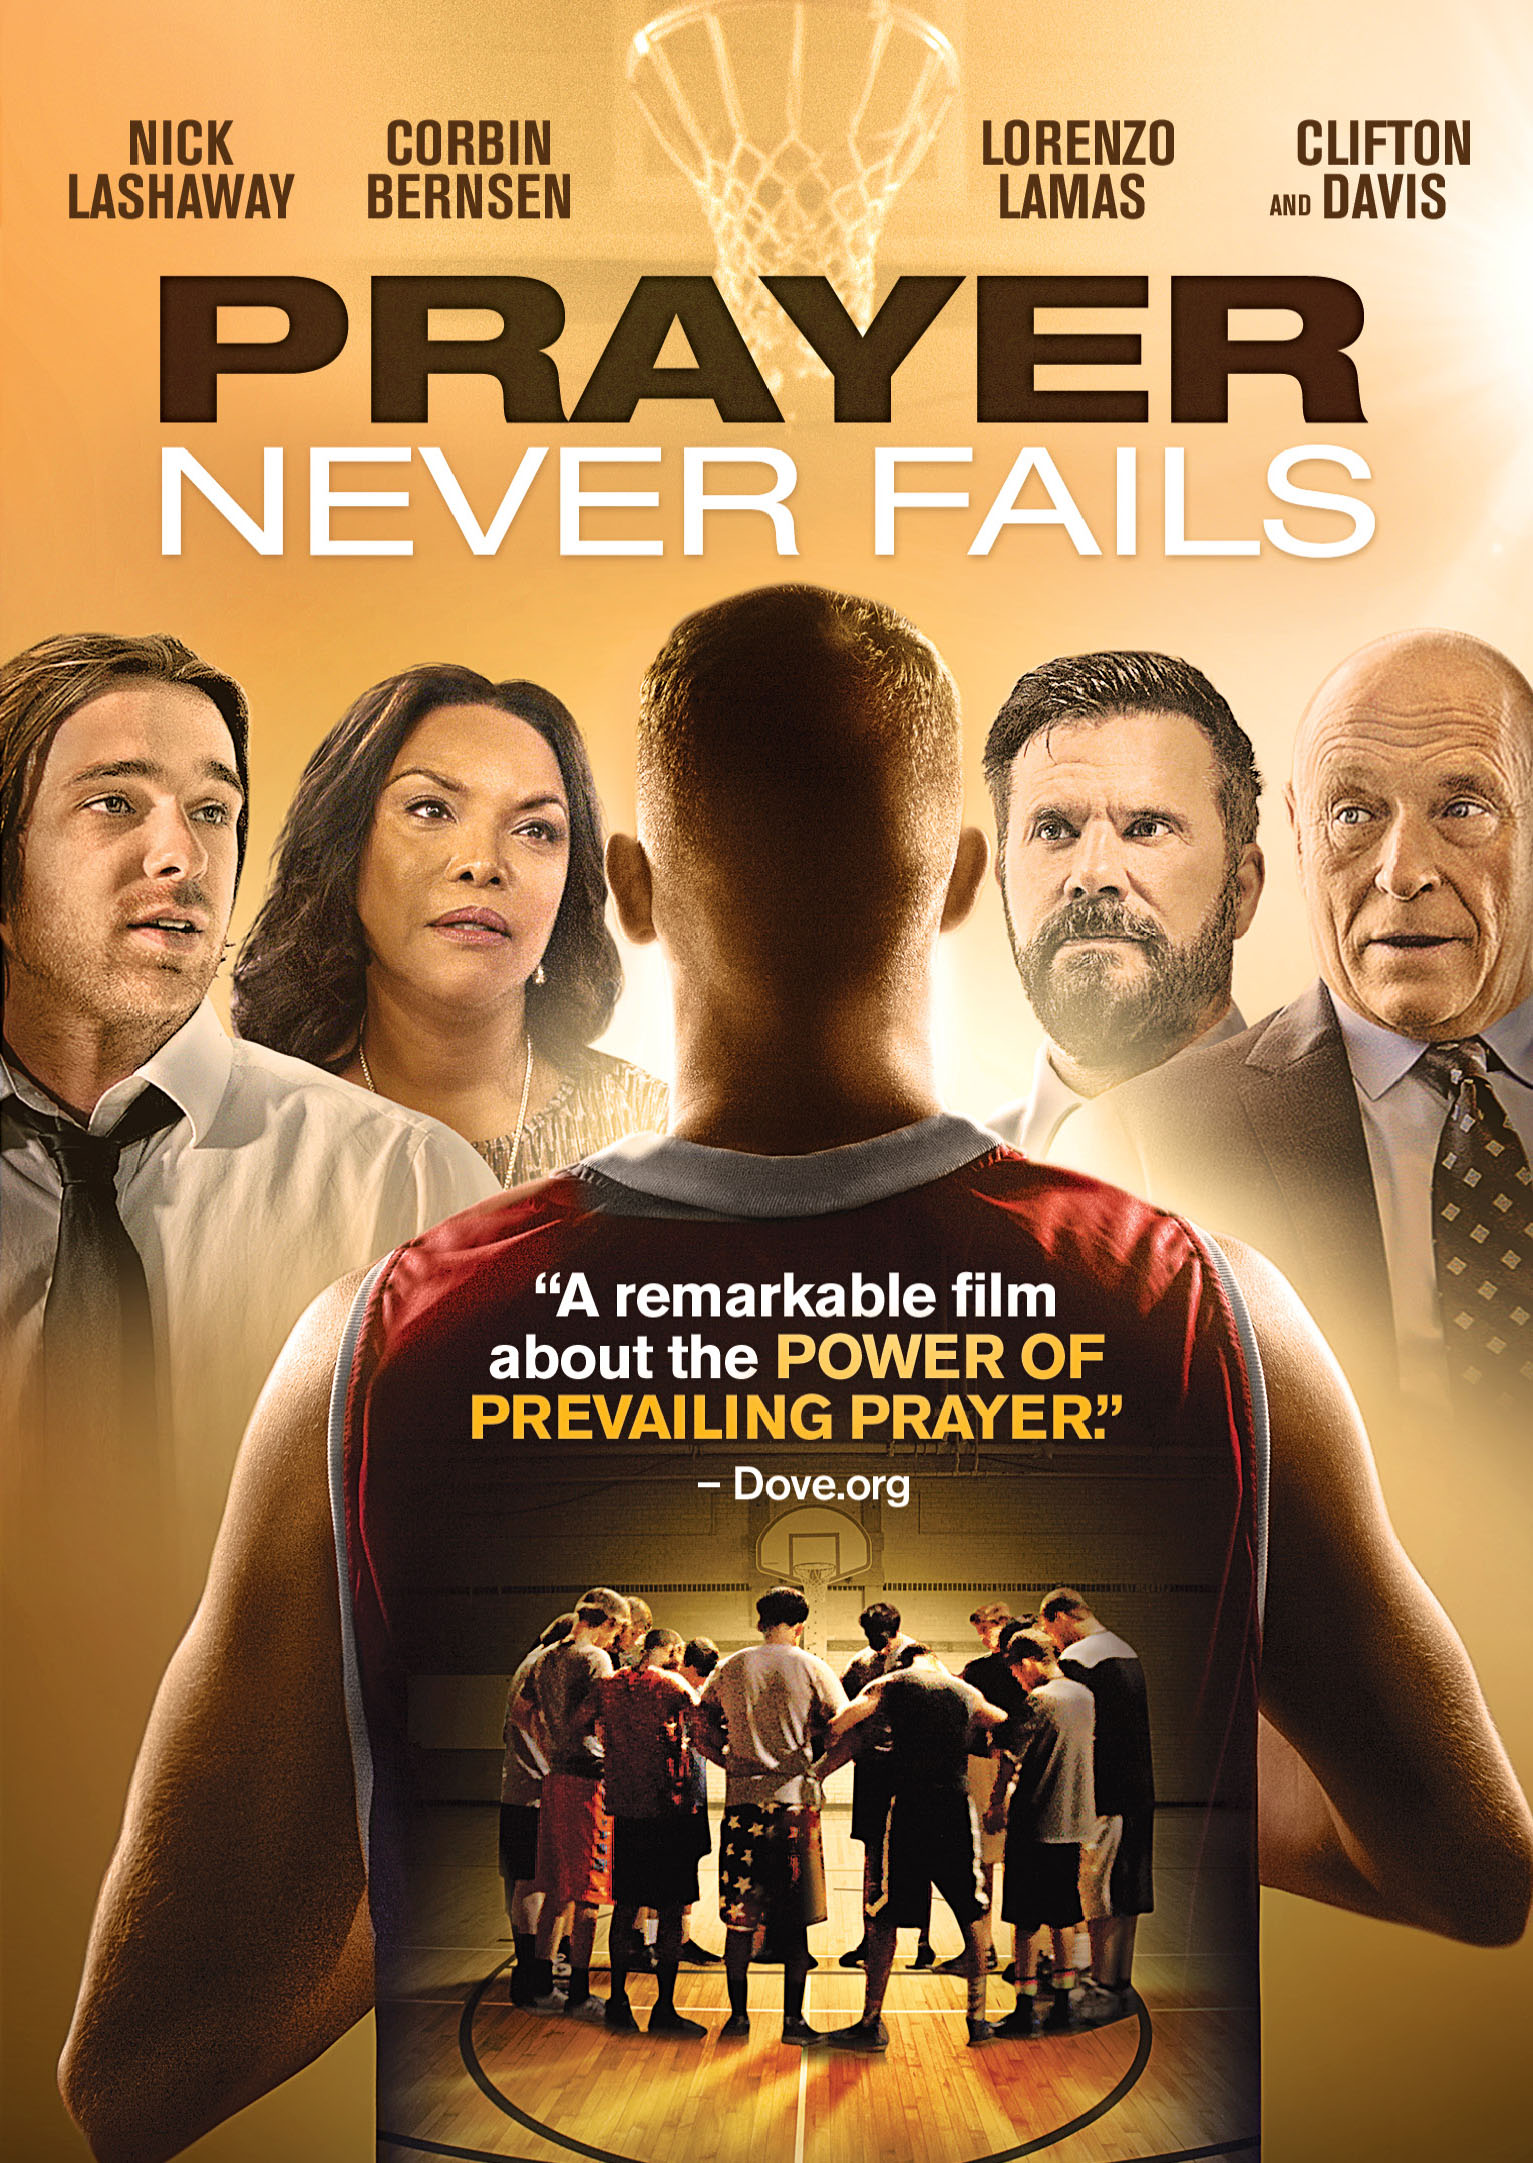 NICK
LASHAWAY
CORBIN
BERNSEN
LORENZO
LAMAS
CLIFTON
AND DAVIS
PRAYER
NEVER FAILS
“A remarkable film
about the POWER OF
PREVAILING PRAYER.”
– Dove.org